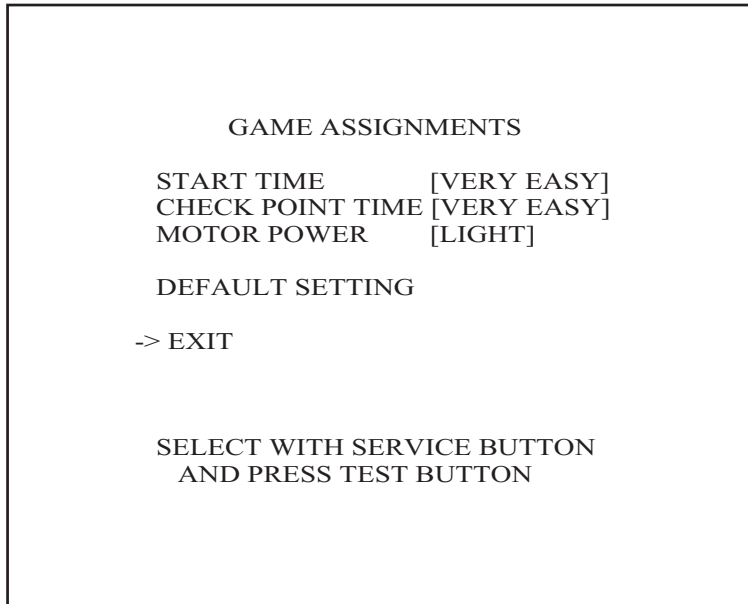 GAME ASSIGNMENTS
START TIME [VERY EASY]
CHECK POINT TIME [VERY EASY]
MOTOR POWER [LIGHT]
DEFAULT SETTING
-> EXIT
SELECT WITH SERVICE BUTTON
AND PRESS TEST BUTTON